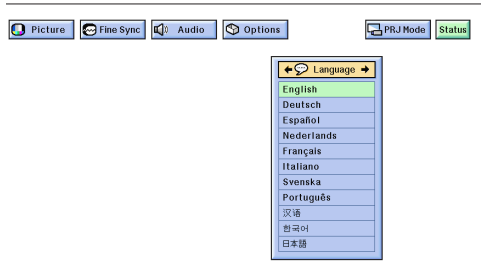 Picture Fine Sync Audio Options PRJ Mode Status
Language
English
Deutsch
Español
Nederlands
Français
Italiano
Svenska
Português
汉语
한국어
日本語